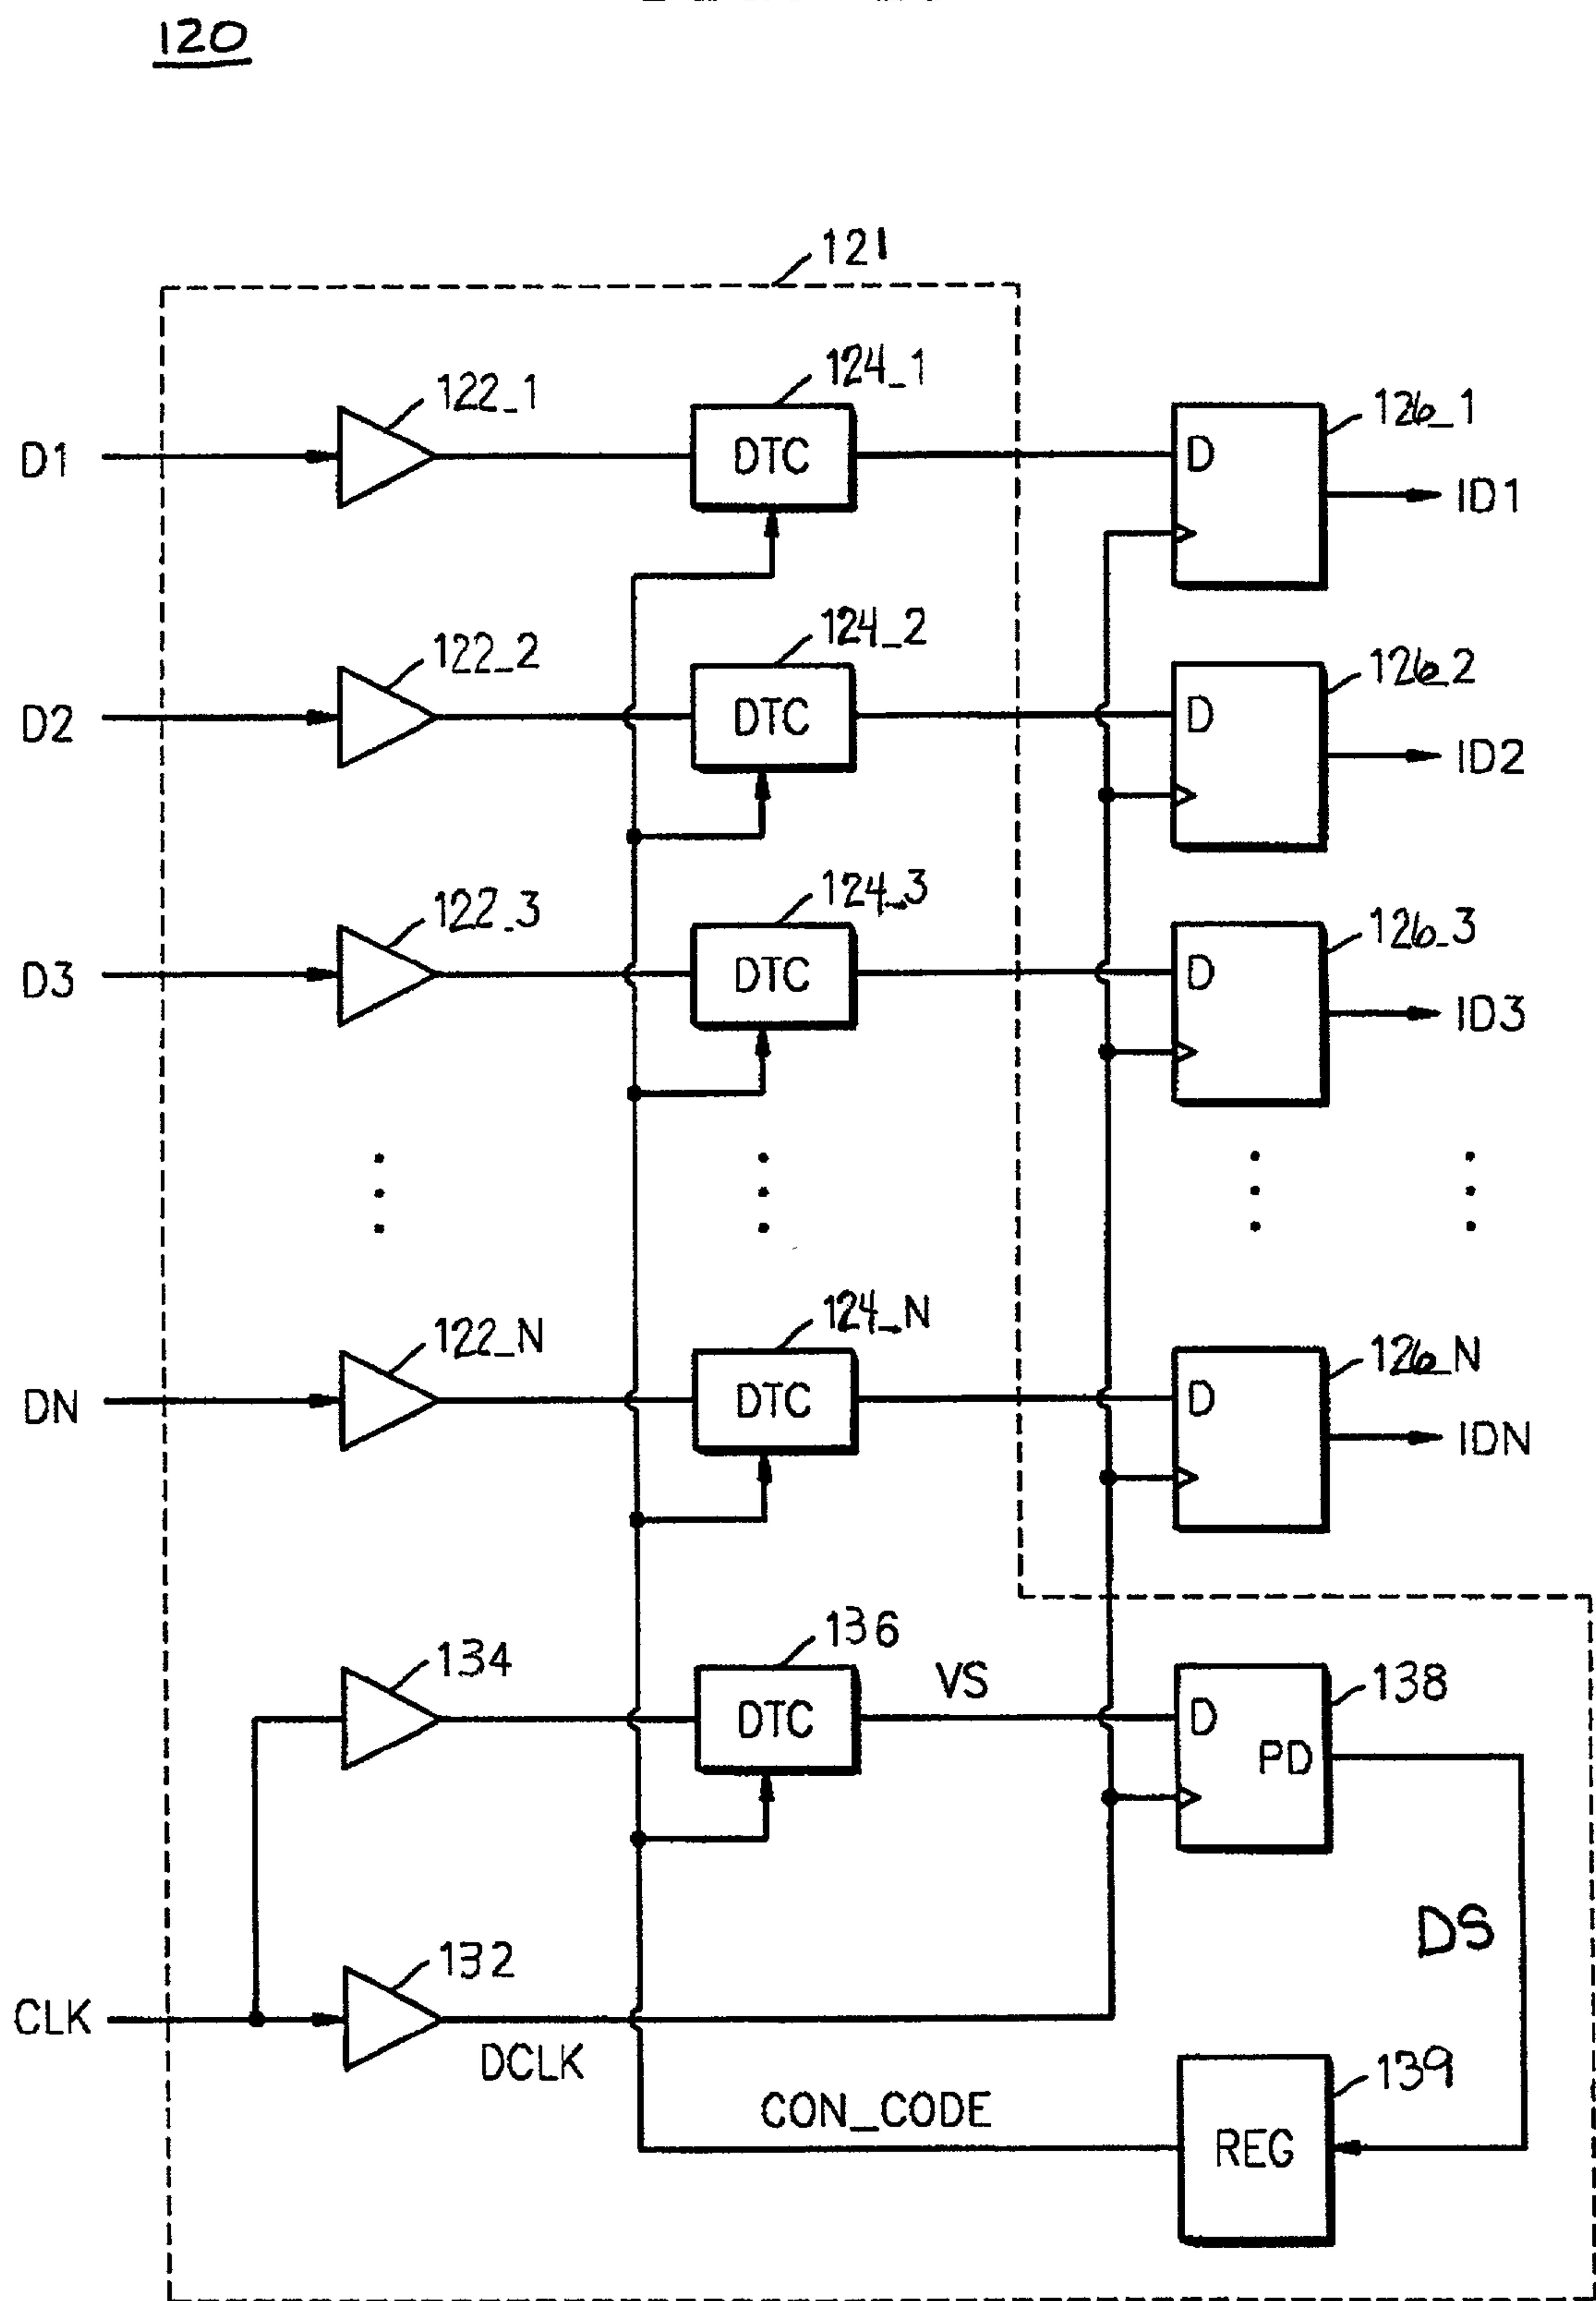 120
121
122_1
124_1
126_1
D1
DTC
D
ID1
122_2
124_2
126_2
D2
DTC
D
ID2
122_3
124_3
126_3
D3
DTC
D
ID3
122_N
124_N
126_N
DN
DTC
D
IDN
134
136
VS
138
DTC
D
PD
DS
132
CLK
DCLK
139
CON_CODE
REG